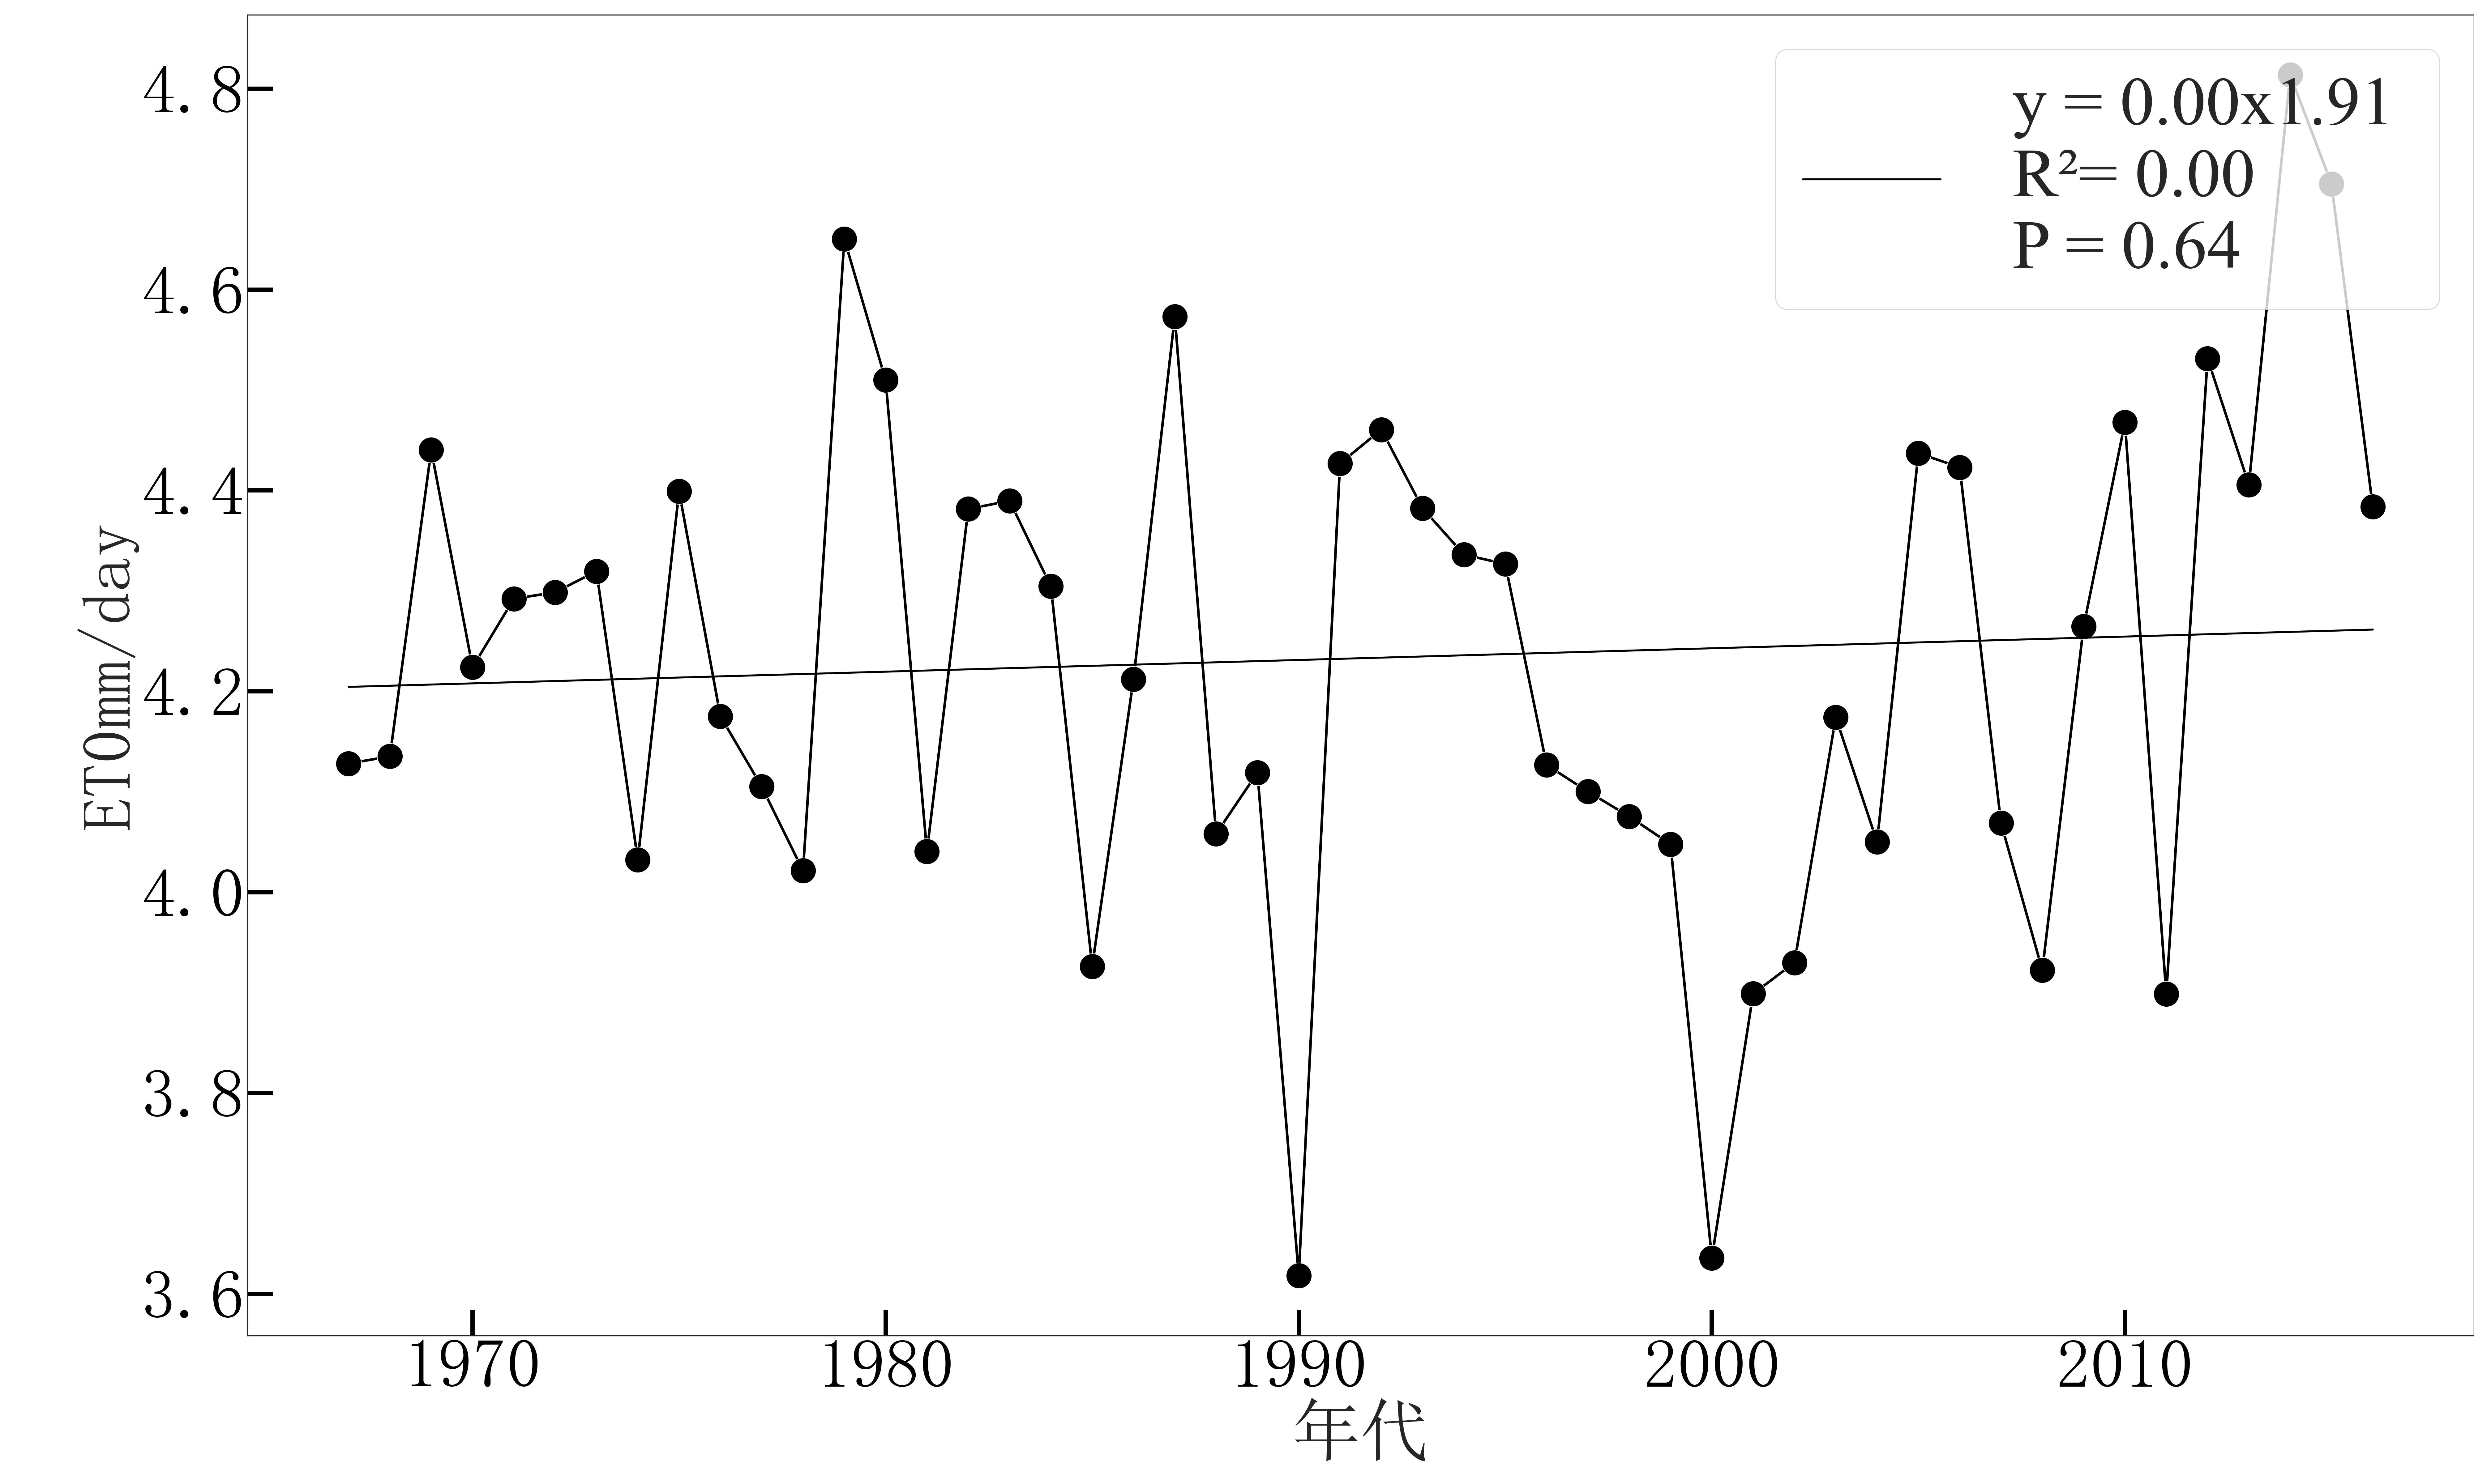 y = 0.00x1.91
R²= 0.00
P = 0.64
4.8
4.6
4.4
4.2
4.0
3.8
3.6
ET0mm/day
1970 1980 1990 2000 2010
年代